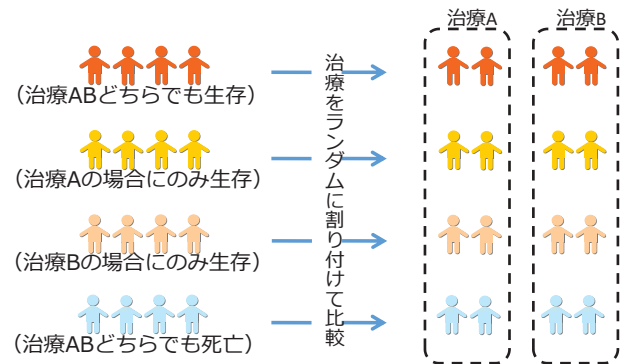 治療A
治療B
（治療ABどちらでも生存）
（治療Aの場合にのみ生存）
（治療Bの場合にのみ生存）
（治療ABどちらでも死亡）
治療をランダムに割り付けて比較